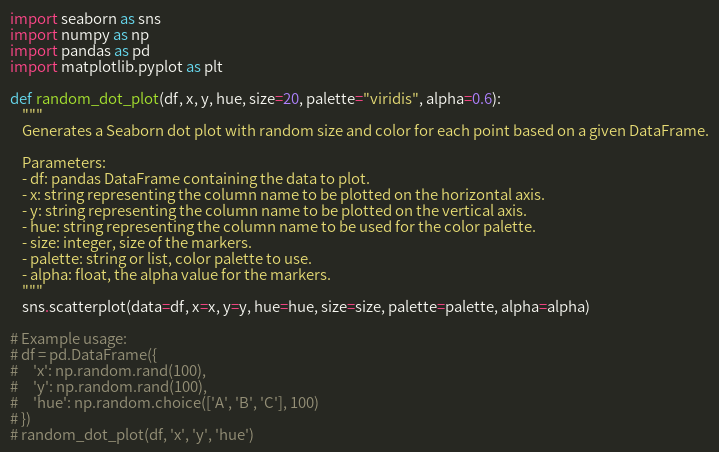 import seaborn as sns
import numpy as np
import pandas as pd
import matplotlib.pyplot as plt

def random_dot_plot(df, x, y, hue, size=20, palette="viridis", alpha=0.6):
    """
    Generates a Seaborn dot plot with random size and color for each point based on a given DataFrame.

    Parameters:
    - df: pandas DataFrame containing the data to plot.
    - x: string representing the column name to be plotted on the horizontal axis.
    - y: string representing the column name to be plotted on the vertical axis.
    - hue: string representing the column name to be used for the color palette.
    - size: integer, size of the markers.
    - palette: string or list, color palette to use.
    - alpha: float, the alpha value for the markers.
    """
    sns.scatterplot(data=df, x=x, y=y, hue=hue, size=size, palette=palette, alpha=alpha)

# Example usage:
# df = pd.DataFrame({
#     'x': np.random.rand(100),
#     'y': np.random.rand(100),
#     'hue': np.random.choice(['A', 'B', 'C'], 100)
# })
# random_dot_plot(df, 'x', 'y', 'hue')